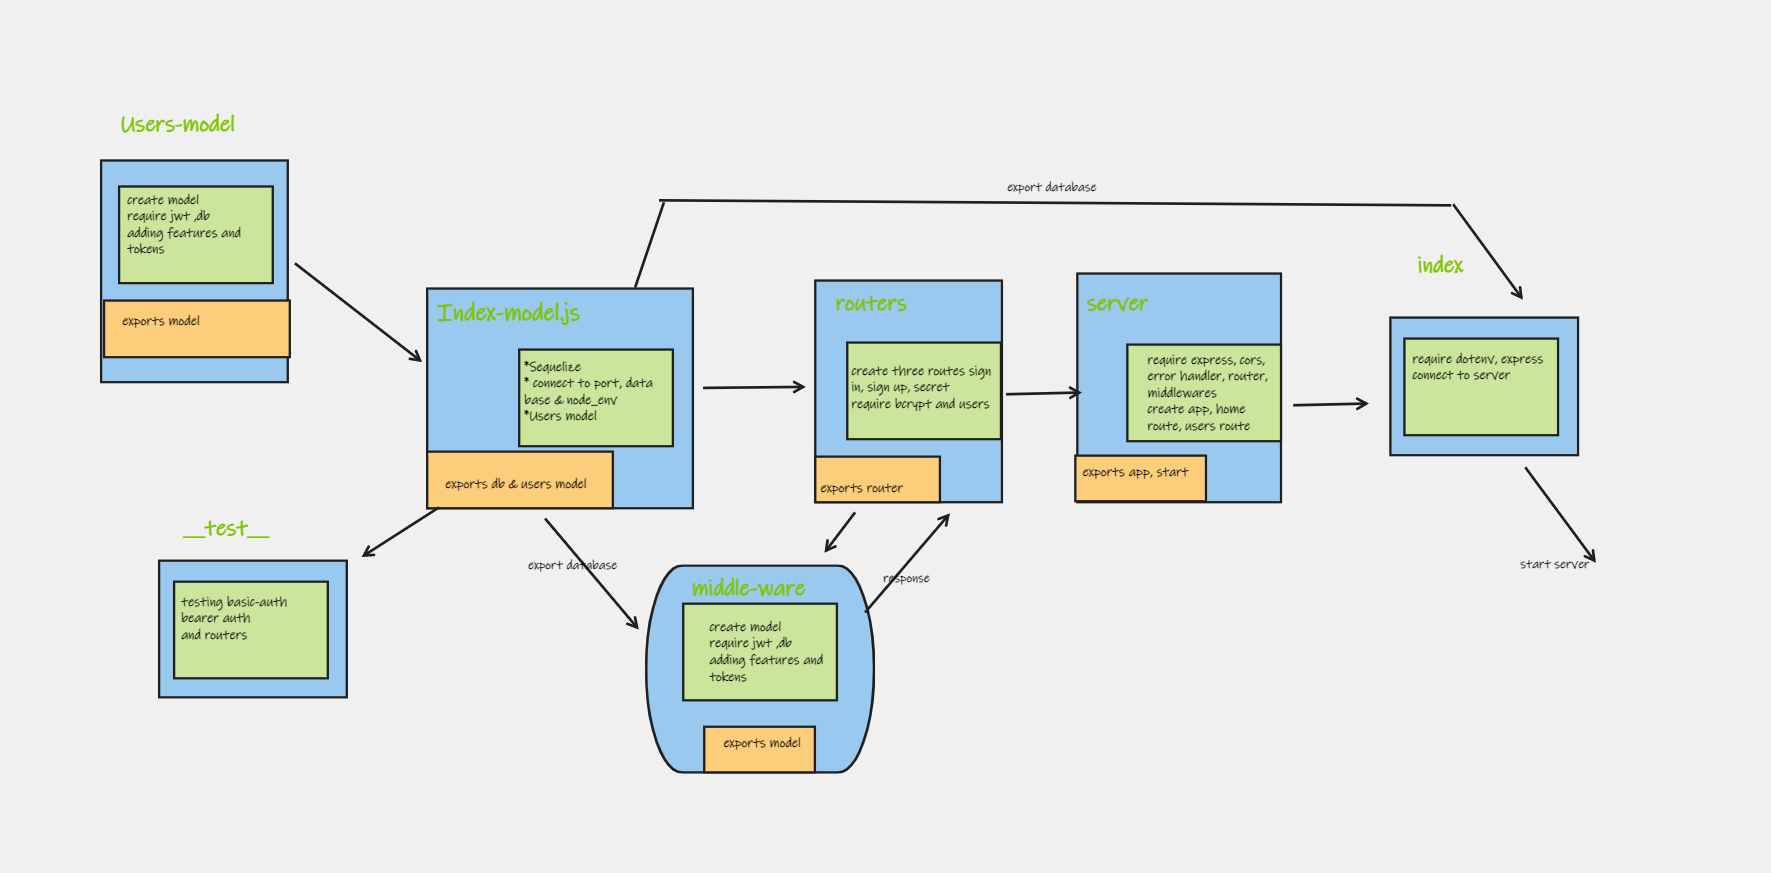 Users-model
create model
require jwt ,db
adding features and
tokens
exports model
export database
Index-model.js
*Sequelize
* connect to port, data
base & node_env
*Users model
exports db & users model
routers
create three routes sign
in, sign up, secret
require bcrypt and users
exports router
server
require express, cors,
error handler, router,
middlewares
create app, home
route, users route
exports app, start
index
require dotenv, express
connect to server
start server
__test__
testing basic-auth
bearer auth
and routers
export database
response
middle-ware
create model
require jwt ,db
adding features and
tokens
exports model